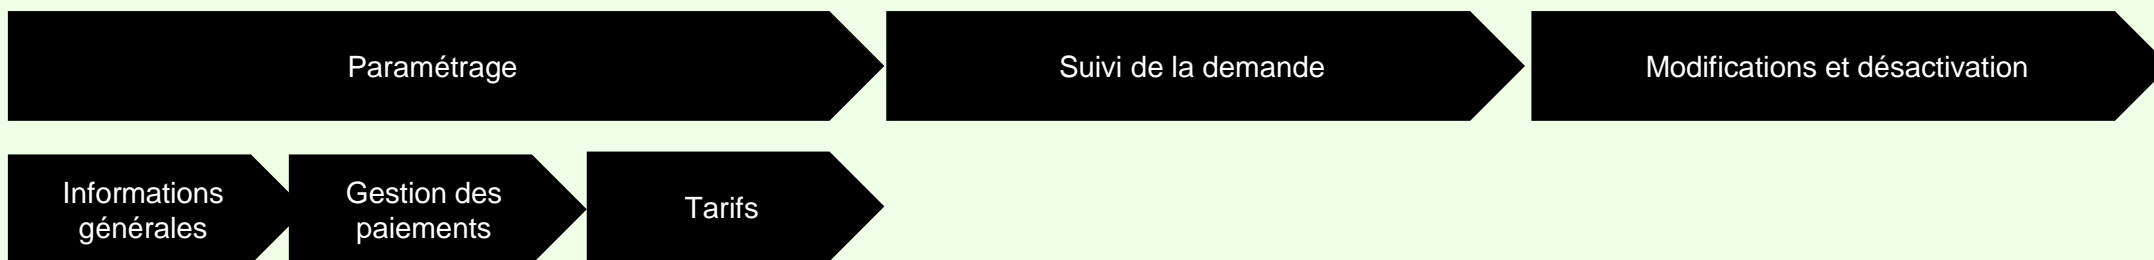 Paramétrage
Suivi de la demande
Modifications et désactivation
Informations
générales
Gestion des
paiements
Tarifs